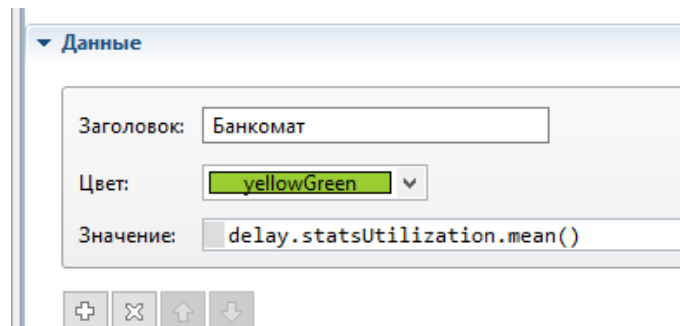 Данные
Заголовок: Банкомат
Цвет: yellowGreen
Значение: delay.statsUtilization.mean()